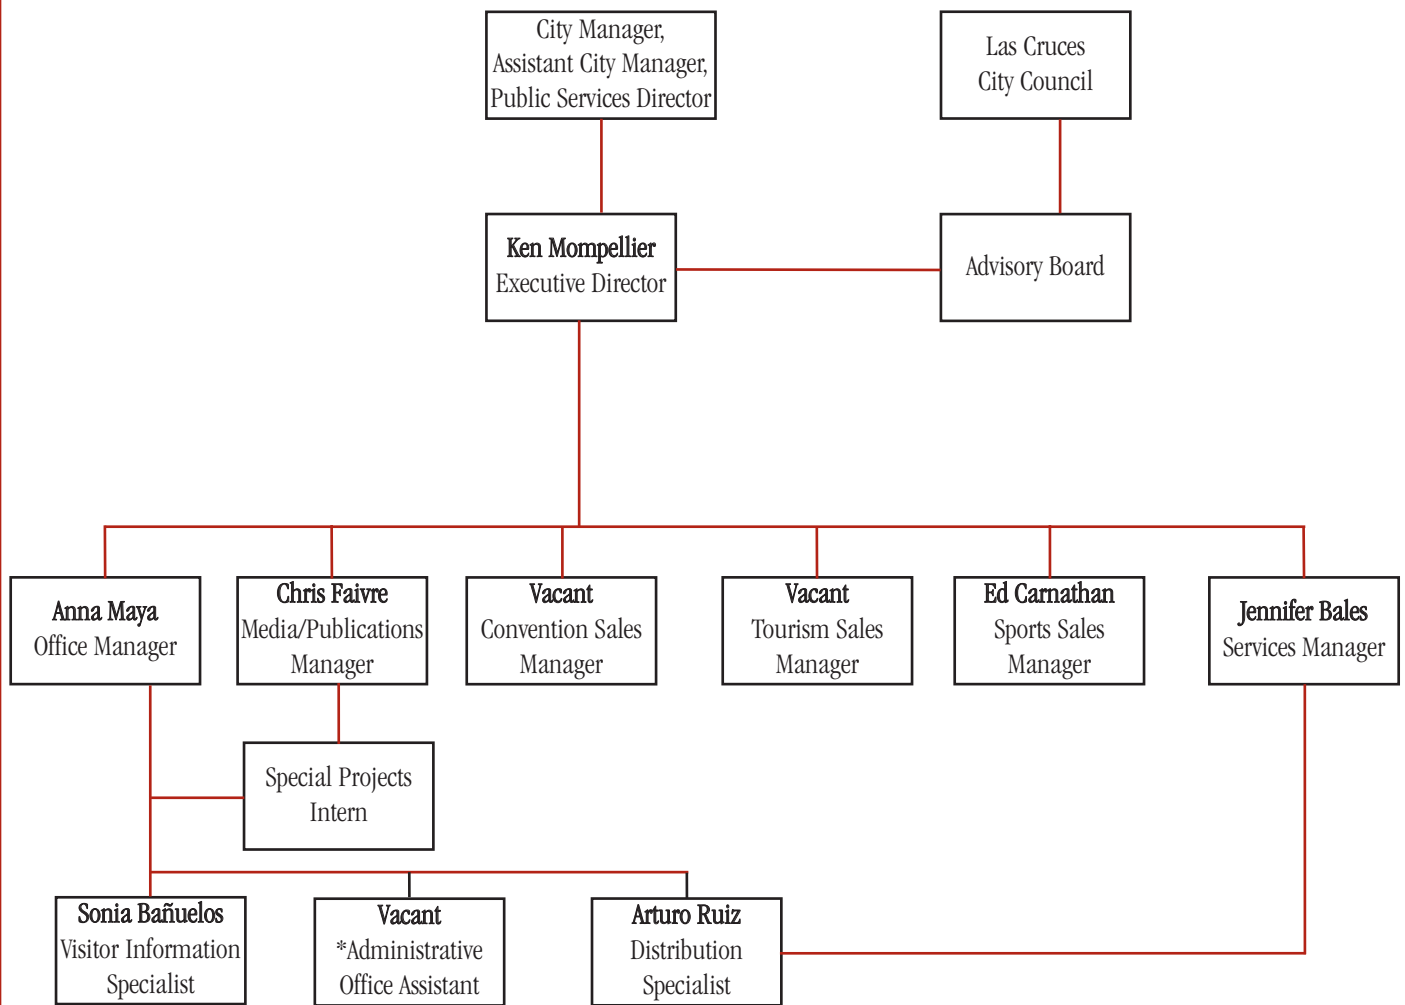 City Manager,
Assistant City Manager,
Public Services Director
Las Cruces
City Council
Ken Mompellier
Executive Director
Advisory Board
Anna Maya
Office Manager
Chris Faivre
Media/Publications
Manager
Vacant
Convention Sales
Manager
Vacant
Tourism Sales
Manager
Ed Carnathan
Sports Sales
Manager
Jennifer Bales
Services Manager
Special Projects
Intern
Sonia Bañuelos
Visitor Information
Specialist
Vacant
*Administrative
Office Assistant
Arturo Ruiz
Distribution
Specialist